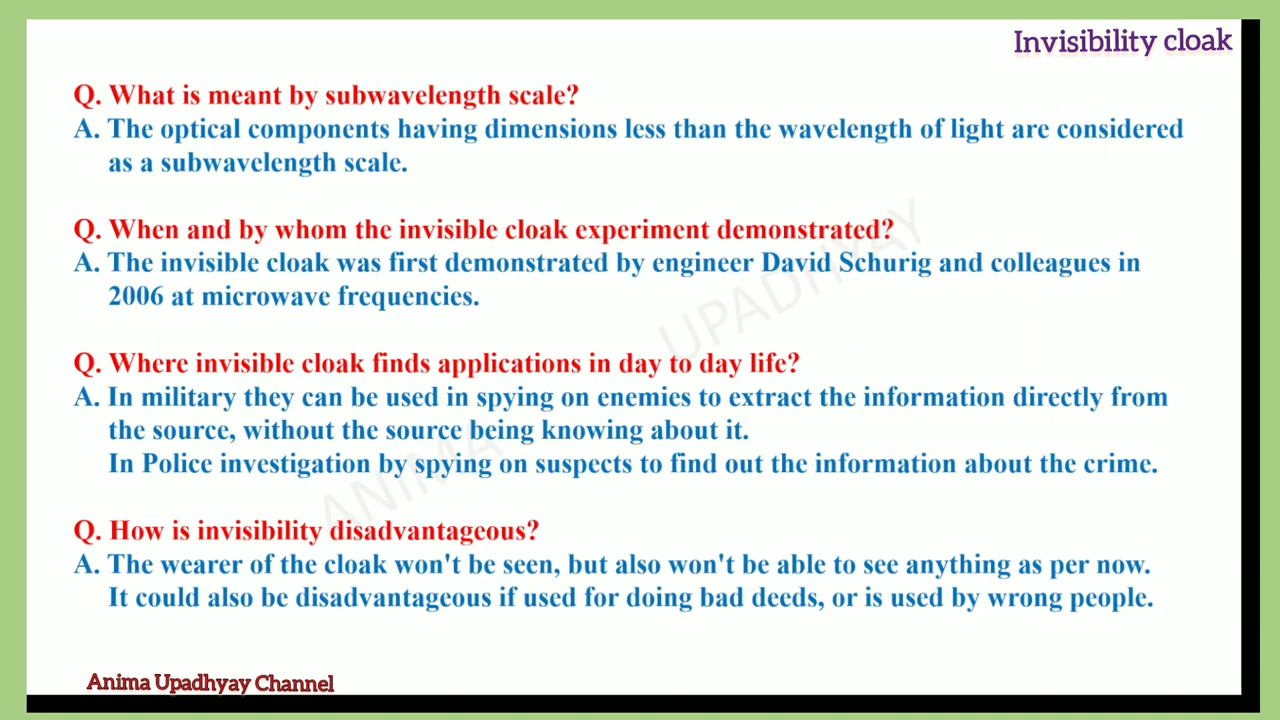 Invisibility cloak
Q. What is meant by subwavelength scale?
A. The optical components having dimensions less than the wavelength of light are considered
as a subwavelength scale.
Q. When and by whom the invisible cloak experiment demonstrated?
A. The invisible cloak was first demonstrated by engineer David Schurig and colleagues in
2006 at microwave frequencies.
Q. Where invisible cloak finds applications in day to day life?
A. In military they can be used in spying on enemies to extract the information directly from
the source, without the source being knowing about it.
In Police investigation by spying on suspects to find out the information about the crime.
Q. How is invisibility disadvantageous?
A. The wearer of the cloak won't be seen, but also won't be able to see anything as per now.
It could also be disadvantageous if used for doing bad deeds, or is used by wrong people.
ANIMA UPADHYAY
Anima Upadhyay Channel